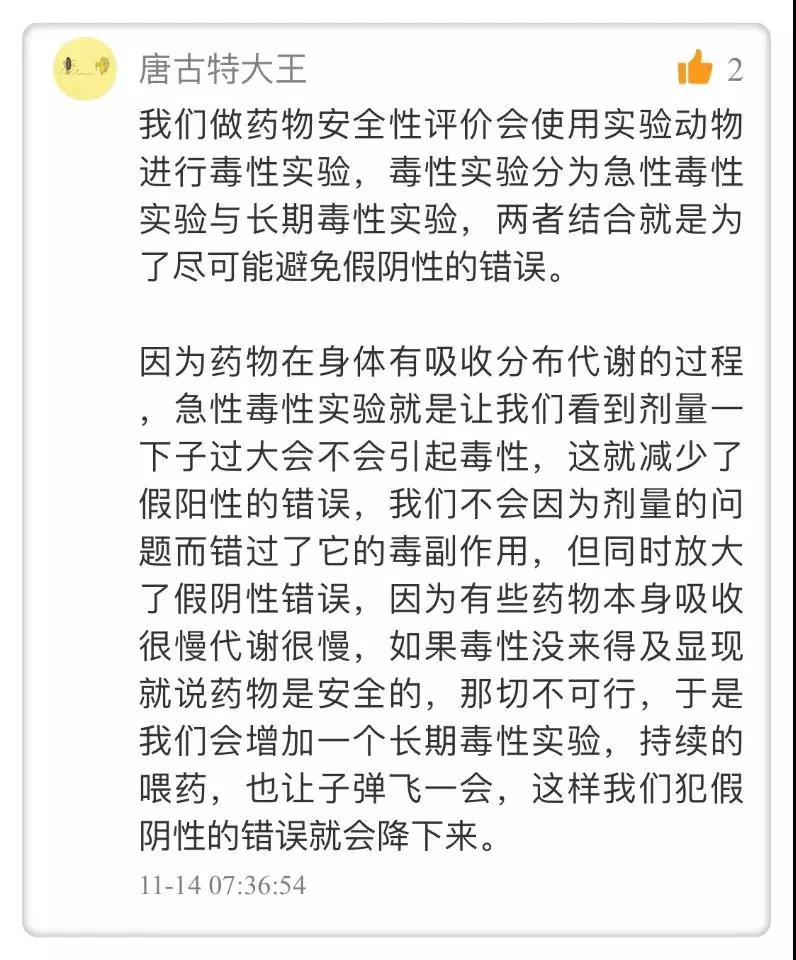 唐古特大王
2
我们做药物安全性评价会使用实验动物
进行毒性实验，毒性实验分为急性毒性
实验与长期毒性实验，两者结合就是为
了尽可能避免假阴性的错误。
因为药物在身体有吸收分布代谢的过程
，急性毒性实验就是让我们看到剂量一
下子过大会不会引起毒性，这就减少了
假阳性的错误，我们不会因为剂量的问
题而错过了它的毒副作用，但同时放大
了假阴性错误，因为有些药物本身吸收
很慢代谢很慢，如果毒性没来得及显现
就说药物是安全的，那切不可行，于是
我们会增加一个长期毒性实验，持续的
喂药，也让子弹飞一会，这样我们犯假
阴性的错误就会降下来。
11-14 07:36:54